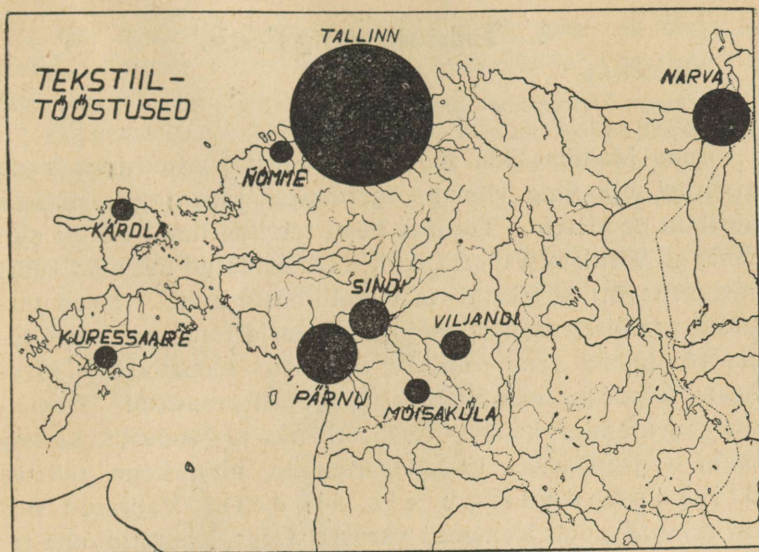 TALLINN
TEKSTIIL-
TÖÖSTUSED
NARVA
NÕMME
KÄRDLA
SINDI
VILJANDI
KURESSAARE
PÄRNU
MÕISAKÜLA